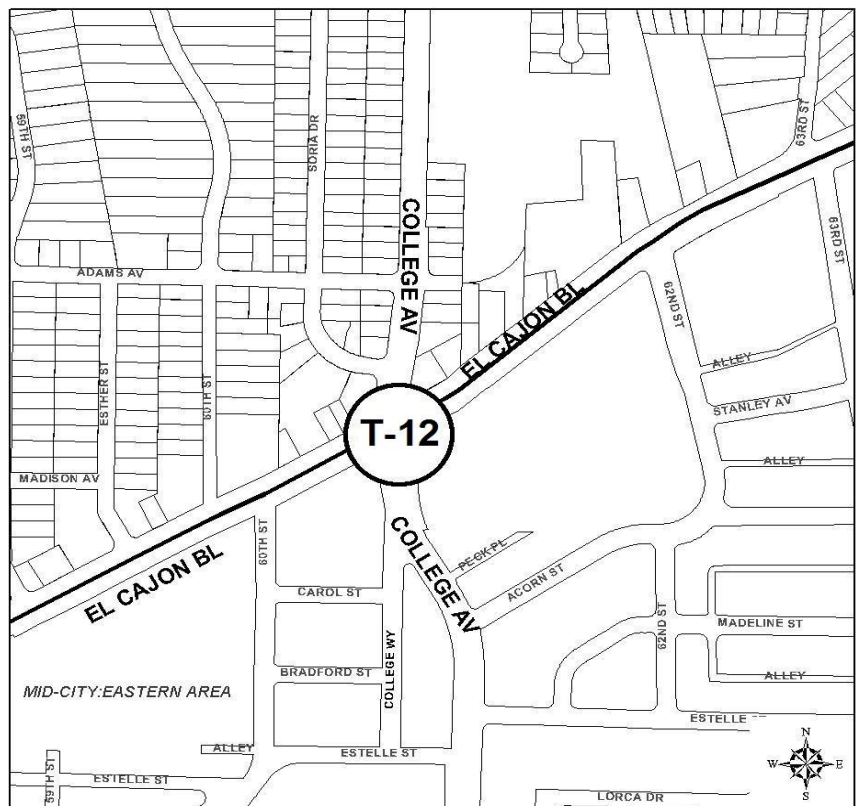 59TH ST
SORIA DR
63RD ST
COLLEGE AV
63RD ST
ADAMS AV
EL CAJON BL
62ND ST
ALLEY
ESTHER ST
60TH ST
STANLEY AV
T-12
ALLEY
MADISON AV
60TH ST
COLLEGE AV
PECK PL
EL CAJON BL
CAROL ST
ACORN ST
62ND ST
MADELINE ST
COLLEGE WY
BRADFORD ST
ALLEY
MID-CITY:EASTERN AREA
ESTELLE
ALLEY
ESTELLE ST
N
W
E
S
59TH ST
ESTELLE ST
LORCA DR